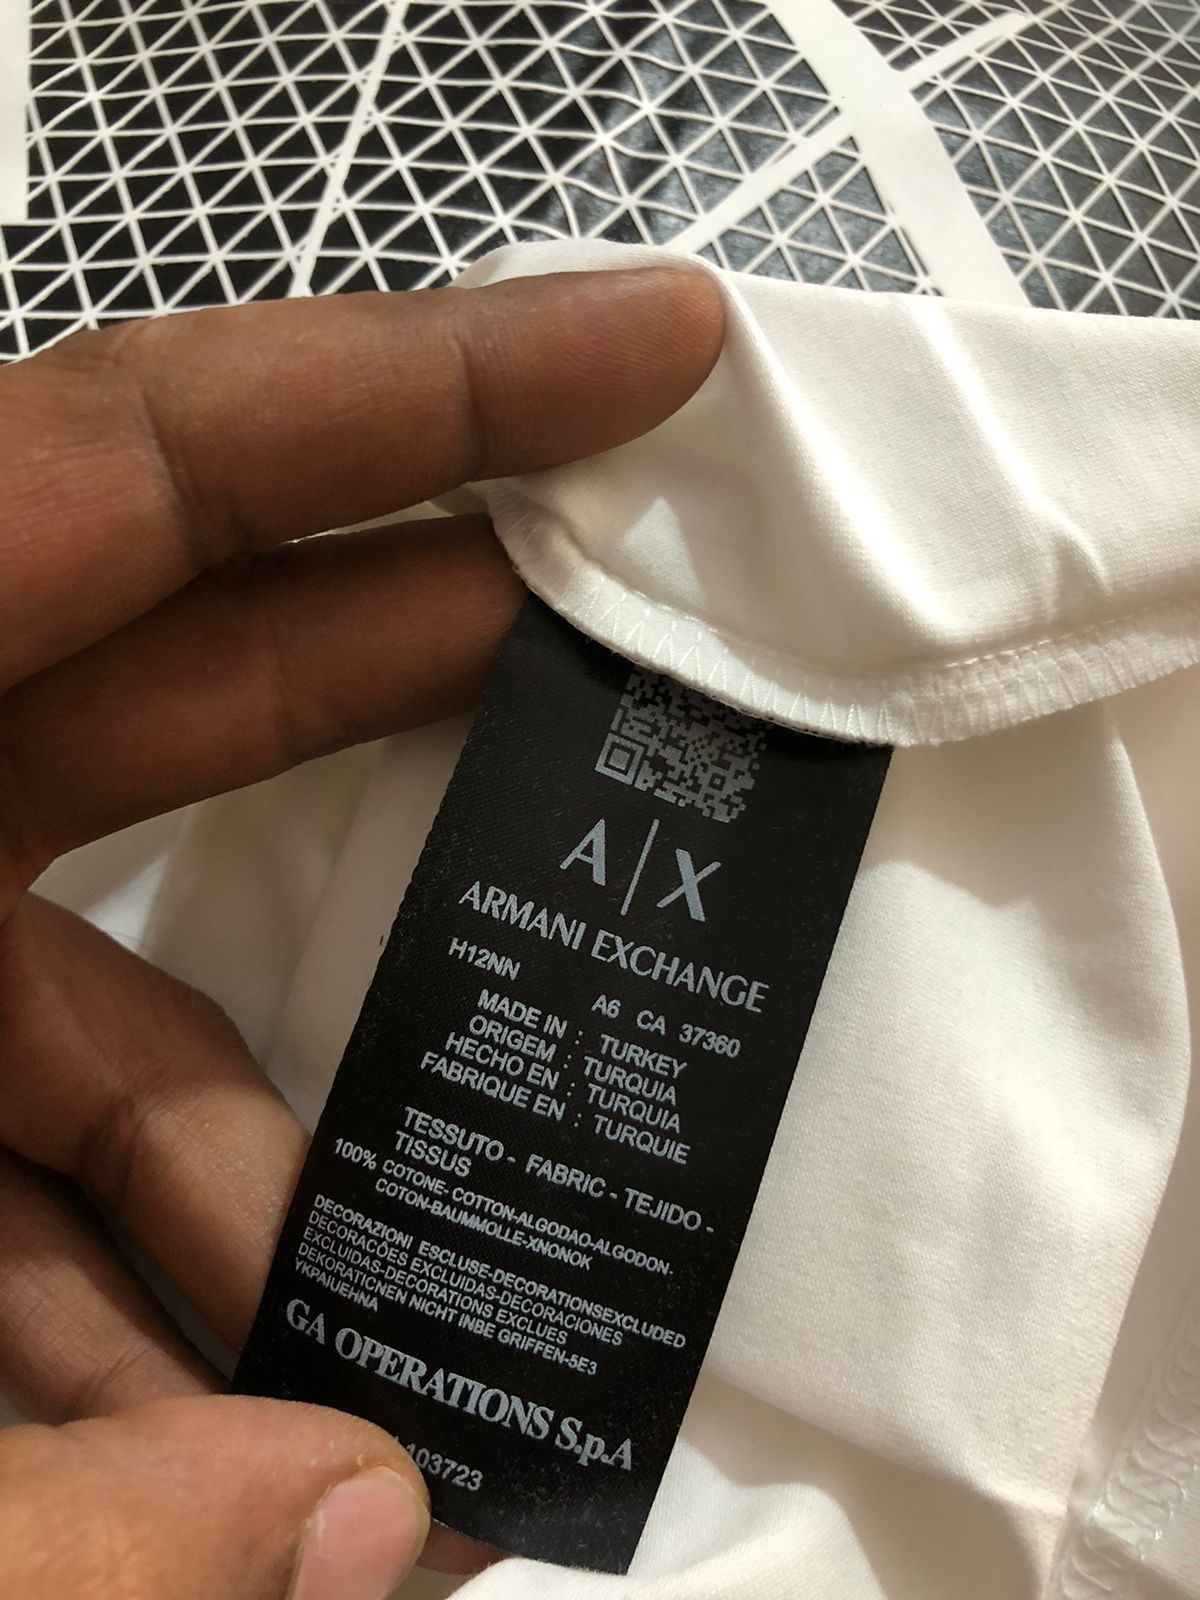 A|X
ARMANI EXCHANGE
H12NN A6 CA 37360
MADE IN : TURKEY
ORIGEM : TURQUIA
HECHO EN : TURQUIA
FABRIQUE EN : TURQUIE
TESSUTO - FABRIC - TEJIDO -
TISSUS
100% COTONE- COTTON-ALGODAO-ALGODON-
COTON-BAUMMOLLE-XNONOK
DECORAZIONI ESCLUSE-DECORATIONSEXCLUDED
DECORACÕES EXCLUIDAS-DECORACIONES
EXCLUIDAS-DECORATIONS EXCLUES
DEKORATICNEN NICHT INBE GRIFFEN-5E3
YKPAIUEHNA
GA OPERATIONS S.p.A
103723